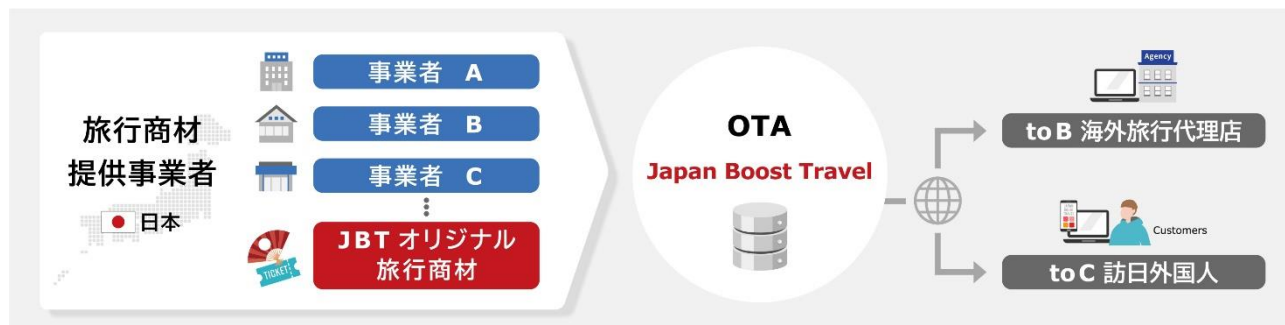 旅行商材
提供事業者
日本
事業者 A
事業者 B
事業者 C
TICKET
JBT オリジナル
旅行商材
OTA
Japan Boost Travel
Agency
to B 海外旅行代理店
Customers
to C 訪日外国人